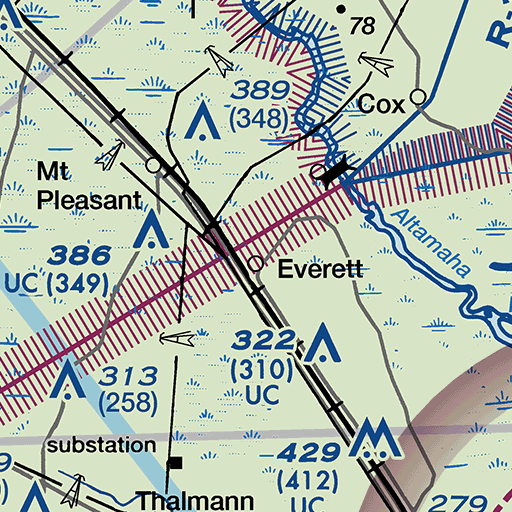 78
R-
389
(348)
Cox
Mt
Pleasant
Altamaha
386
UC (349)
Everett
322
(310)
UC
313
(258)
substation
429
(412)
UC
9
)
Thalmann
279